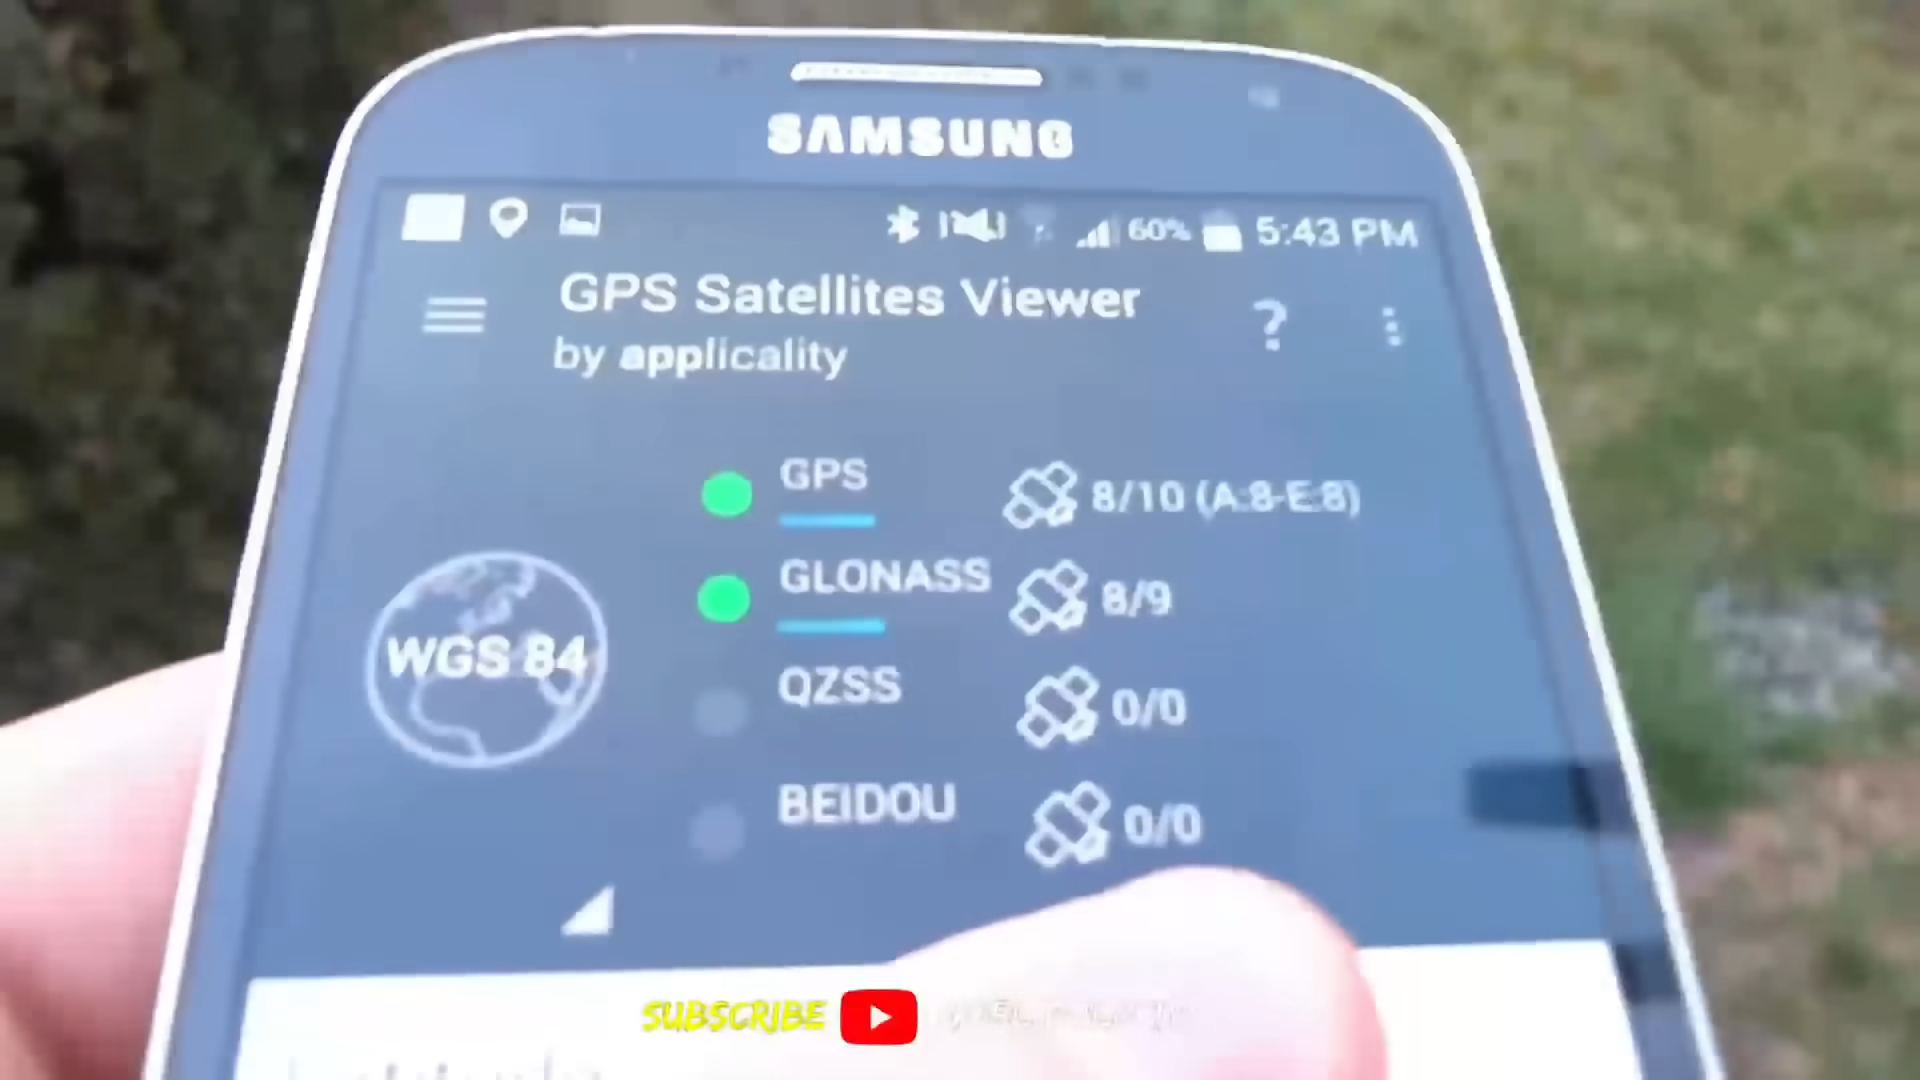 SAMSUNG
60% 5:43 PM
GPS Satellites Viewer
by applicality
?
GPS 8/10 (A:8-E:8)
GLONASS 8/9
WGS 84
QZSS 0/0
BEIDOU 0/0
SUBSCRIBE